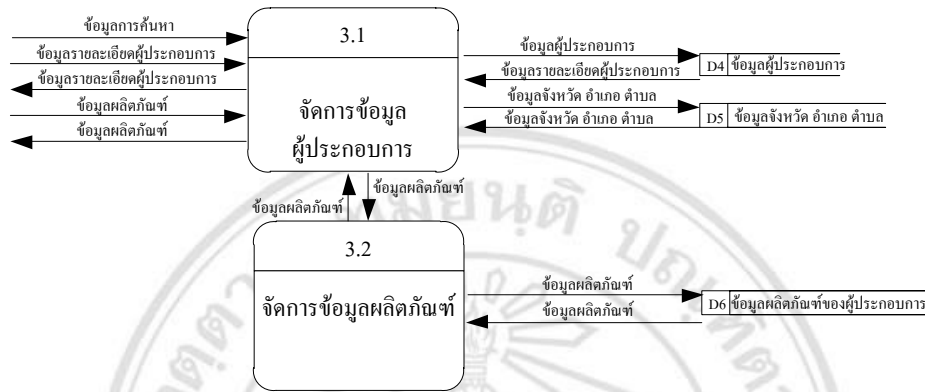 ข้อมูลการค้นหา
ข้อมูลรายละเอียดผู้ประกอบการ
ข้อมูลรายละเอียดผู้ประกอบการ
ข้อมูลผลิตภัณฑ์
ข้อมูลผลิตภัณฑ์
3.1
จัดการข้อมูล
ผู้ประกอบการ
ข้อมูลผู้ประกอบการ
ข้อมูลรายละเอียดผู้ประกอบการ
D4 ข้อมูลผู้ประกอบการ
ข้อมูลจังหวัด อำเภอ ตำบล
ข้อมูลจังหวัด อำเภอ ตำบล
D5 ข้อมูลจังหวัด อำเภอ ตำบล
ข้อมูลผลิตภัณฑ์
ข้อมูลผลิตภัณฑ์
3.2
จัดการข้อมูลผลิตภัณฑ์
ข้อมูลผลิตภัณฑ์
ข้อมูลผลิตภัณฑ์
D6 ข้อมูลผลิตภัณฑ์ของผู้ประกอบการ